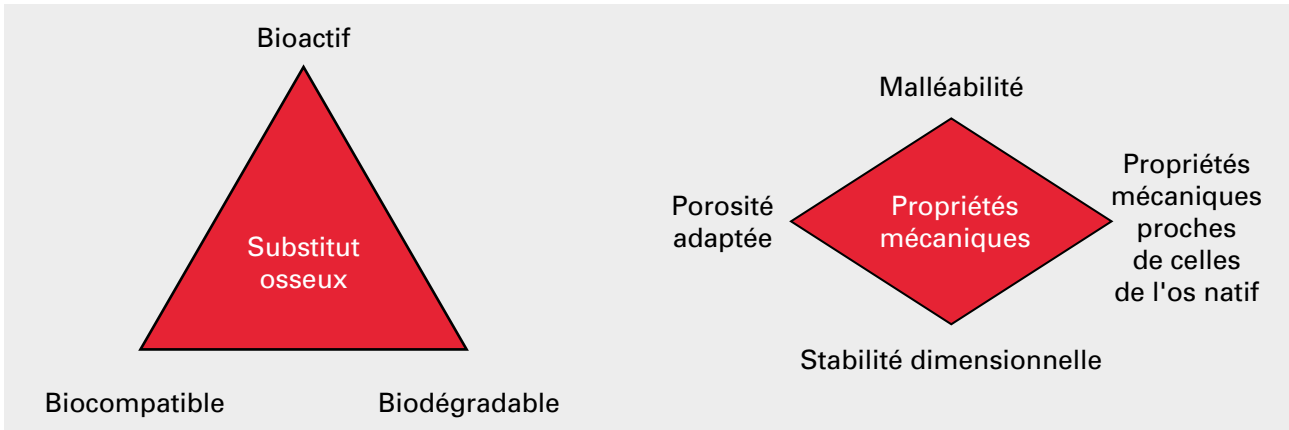 Bioactif
Substitut
osseux
Biocompatible
Biodégradable
Malléabilité
Porosité
adaptée
Propriétés
mécaniques
Propriétés
mécaniques
proches
de celles
de l'os natif
Stabilité dimensionnelle